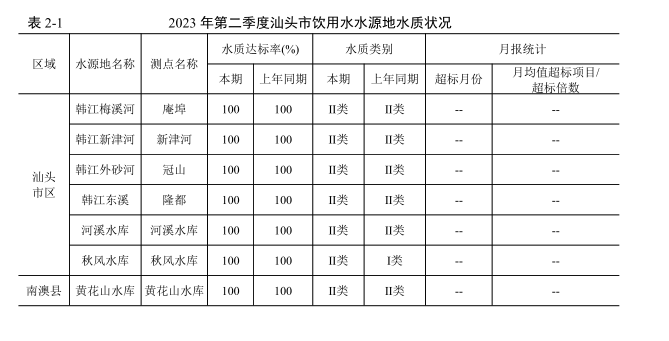 表 2-1 2023 年第二季度汕头市饮用水水源地水质状况
区域 水源地名称 测点名称 水质达标率(%) 水质类别 月报统计
本期 上年同期 本期 上年同期 超标月份 月均值超标项目/
超标倍数
汕头
市区
韩江梅溪河 庵埠 100 100 II类 II类 -- --
韩江新津河 新津河 100 100 II类 II类 -- --
韩江外砂河 冠山 100 100 II类 II类 -- --
韩江东溪 隆都 100 100 II类 II类 -- --
河溪水库 河溪水库 100 100 II类 II类 -- --
秋风水库 秋风水库 100 100 II类 I类 -- --
南澳县 黄花山水库 黄花山水库 100 100 II类 II类 -- --